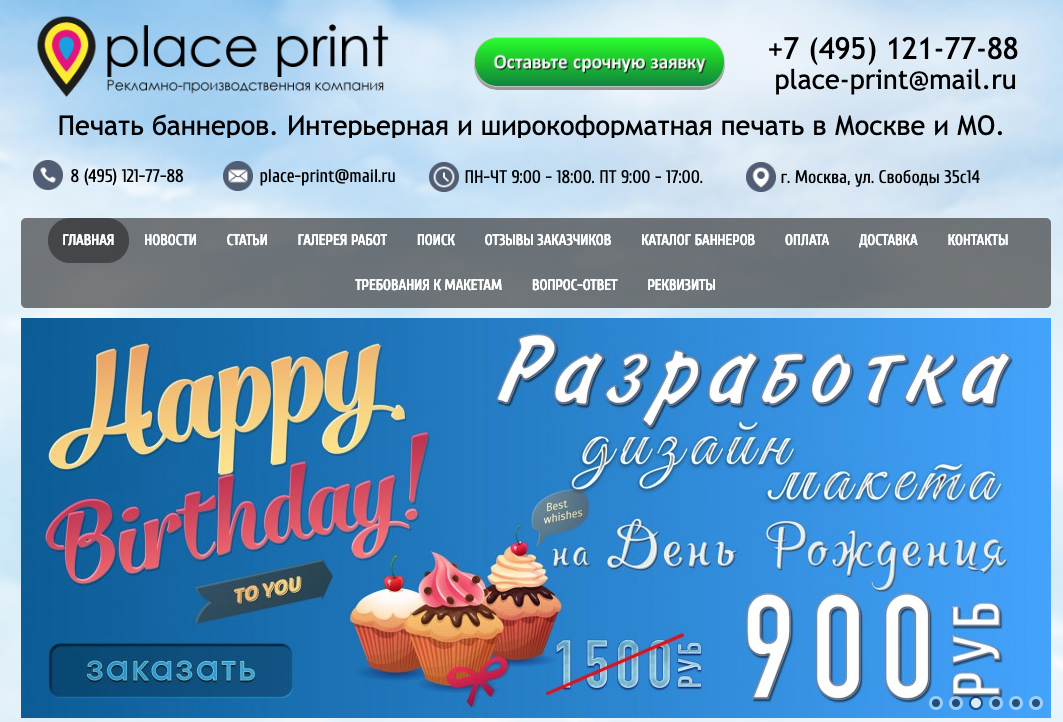 place print
Рекламно-производственная компания
Оставьте срочную заявку
+7 (495) 121-77-88
place-print@mail.ru
Печать баннеров. Интерьерная и широкоформатная печать в Москве и МО.
8 (495) 121-77-88 place-print@mail.ru ПН-ЧТ 9:00 - 18:00. ПТ 9:00 - 17:00. г. Москва, ул. Свободы 35с14
ГЛАВНАЯ НОВОСТИ СТАТЬИ ГАЛЕРЕЯ РАБОТ ПОИСК ОТЗЫВЫ ЗАКАЗЧИКОВ КАТАЛОГ БАННЕРОВ ОПЛАТА ДОСТАВКА КОНТАКТЫ
ТРЕБОВАНИЯ К МАКЕТАМ ВОПРОС-ОТВЕТ РЕКВИЗИТЫ
Happy
Birthday!
TO YOU
заказать
Best
whishes
Разработка
дизайн
макета
на День Рождения
1500 РУБ
900 РУБ